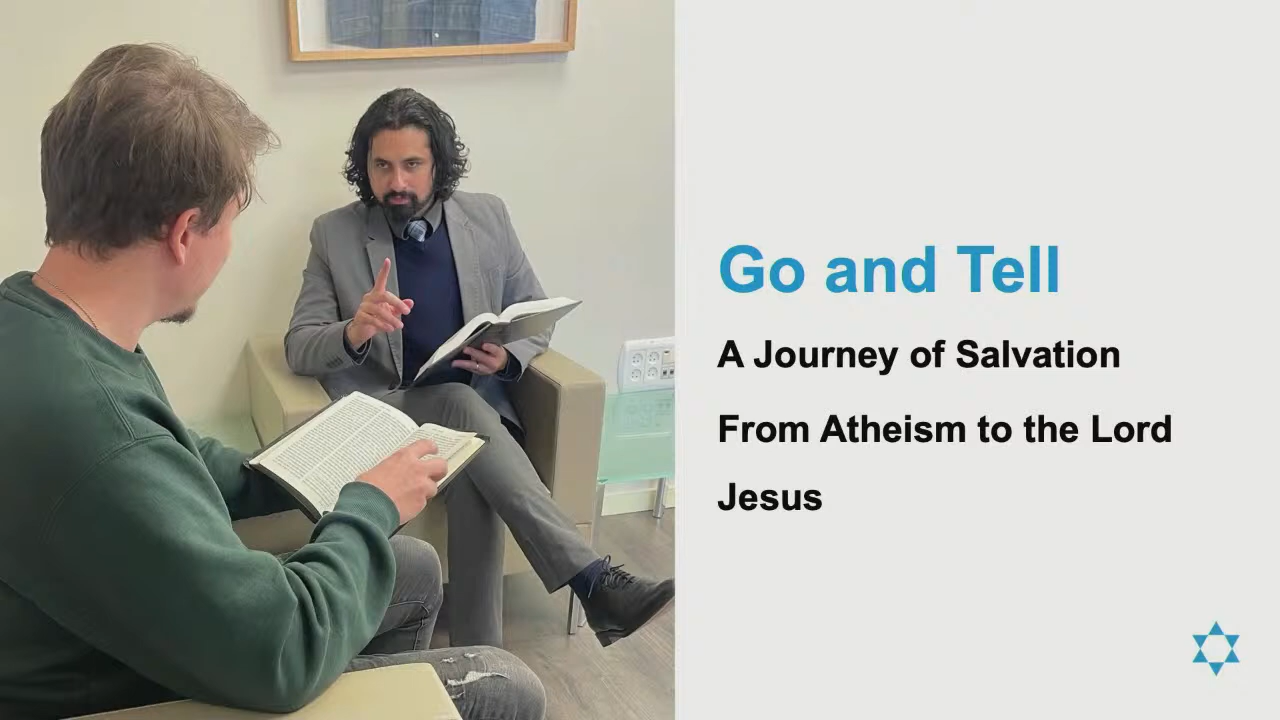 Go and Tell
A Journey of Salvation
From Atheism to the Lord
Jesus